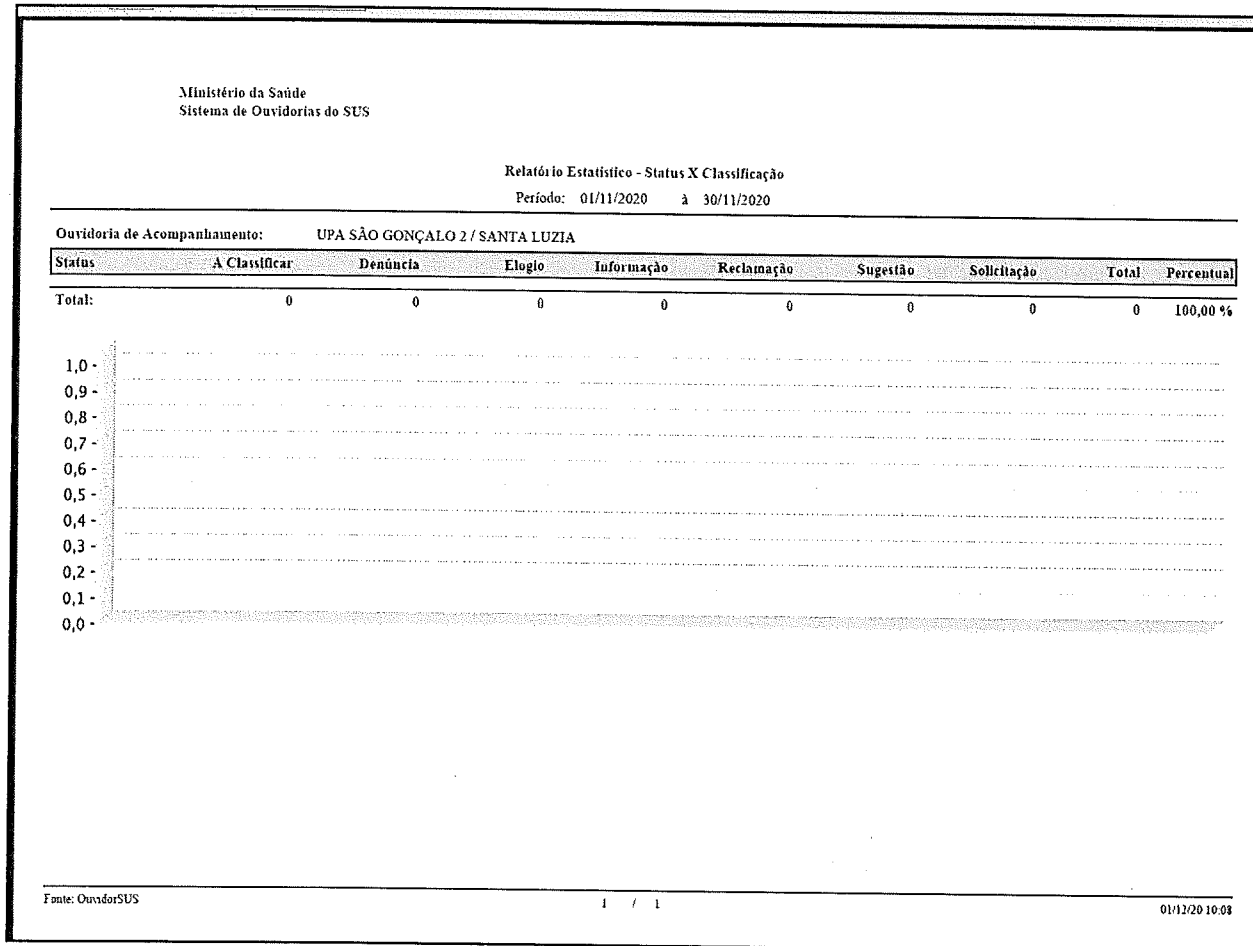 Ministério da Saúde
Sistema de Ouvidorias do SUS
Relatório Estatístico - Status X Classificação
Período: 01/11/2020 à 30/11/2020
Ouvidoria de Acompanhamento: UPA SÃO GONÇALO 2 / SANTA LUZIA
Status A Classificar Denúncia Elogio Informação Reclamação Sugestão Solicitação Total Percentual
Total: 0 0 0 0 0 0 0 0 100,00 %
1,0
0,9
0,8
0,7
0,6
0,5
0,4
0,3
0,2
0,1
0,0
Fonte: OuvidorSUS 1 / 1 01/12/20 10:08